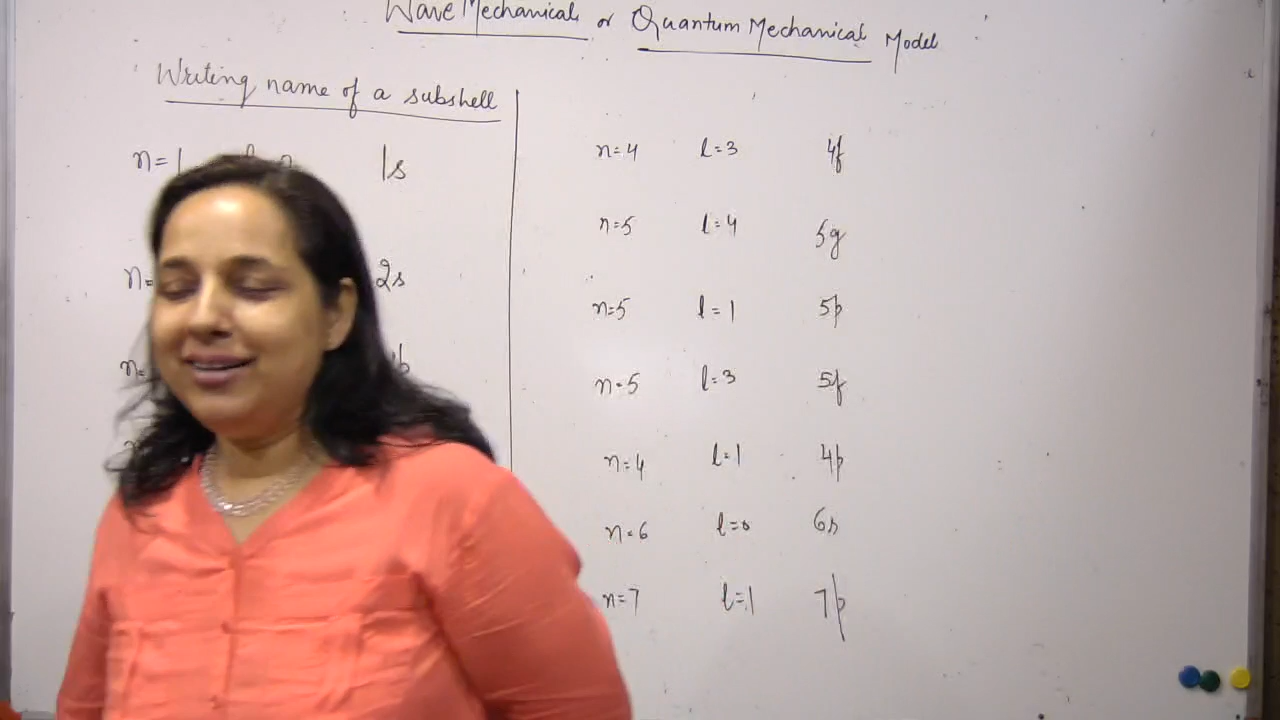 Wave Mechanical or Quantum Mechanical Model
Writing name of a subshell
n=1 1s
n= 2s
n=
n=4 l=3 4f
n=5 l=4 5g
n=5 l=1 5p
n=5 l=3 5f
n=4 l=1 4p
n=6 l=0 6s
n=7 l=1 7p